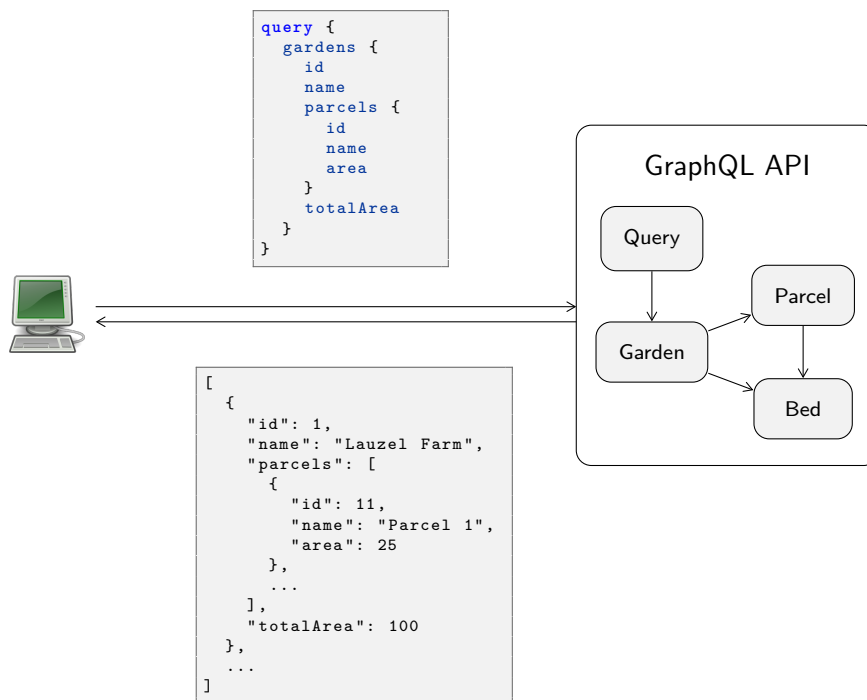 query {
  gardens {
    id
    name
    parcels {
      id
      name
      area
    }
    totalArea
  }
}
GraphQL API
Query
Parcel
Garden
Bed
[
  {
    "id": 1,
    "name": "Lauzel Farm",
    "parcels": [
      {
        "id": 11,
        "name": "Parcel 1",
        "area": 25
      },
      ...
    ],
    "totalArea": 100
  },
  ...
]